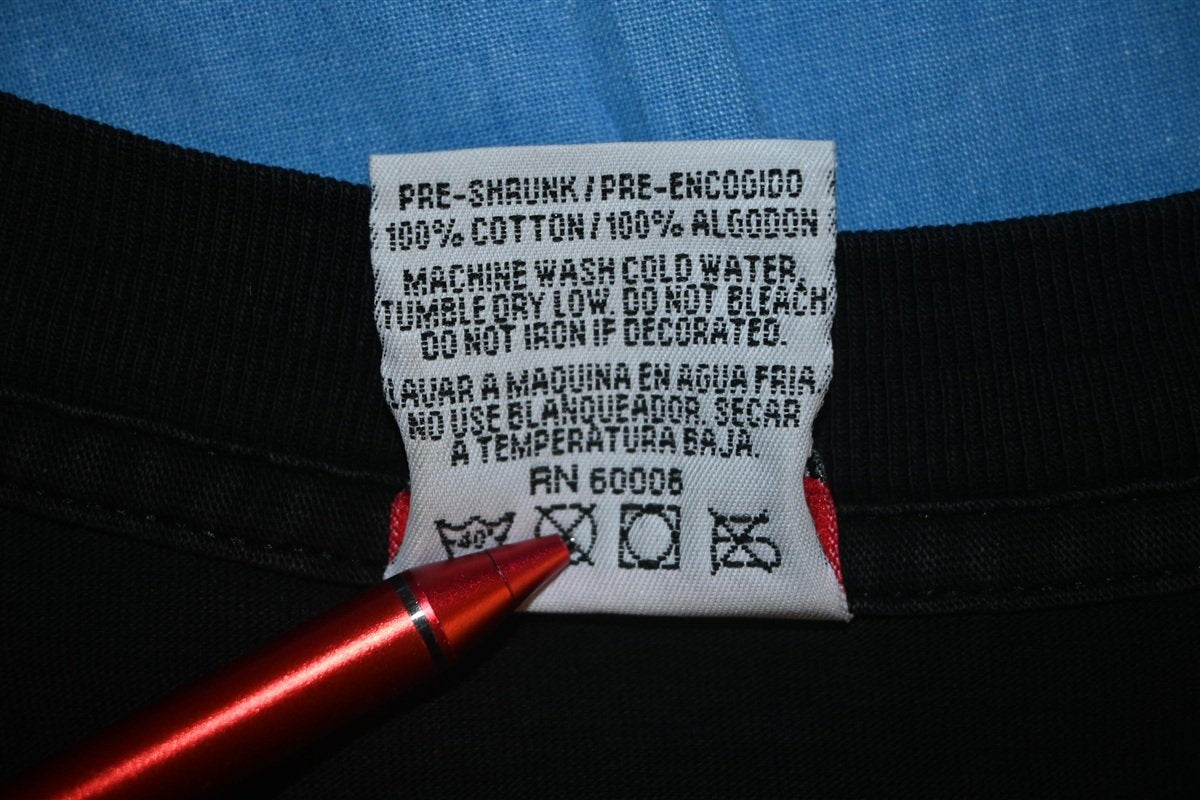 PRE-SHRUNK/PRE-ENCOGIDO
100% COTTON/100% ALGODON
MACHINE WASH COLD WATER,
TUMBLE DRY LOW. DO NOT BLEACH
DO NOT IRON IF DECORATED.
LAVAR A MAQUINA EN AGUA FRIA
NO USE BLANQUEADOR, SECAR
A TEMPERATURA BAJA.
RN 60006
40°